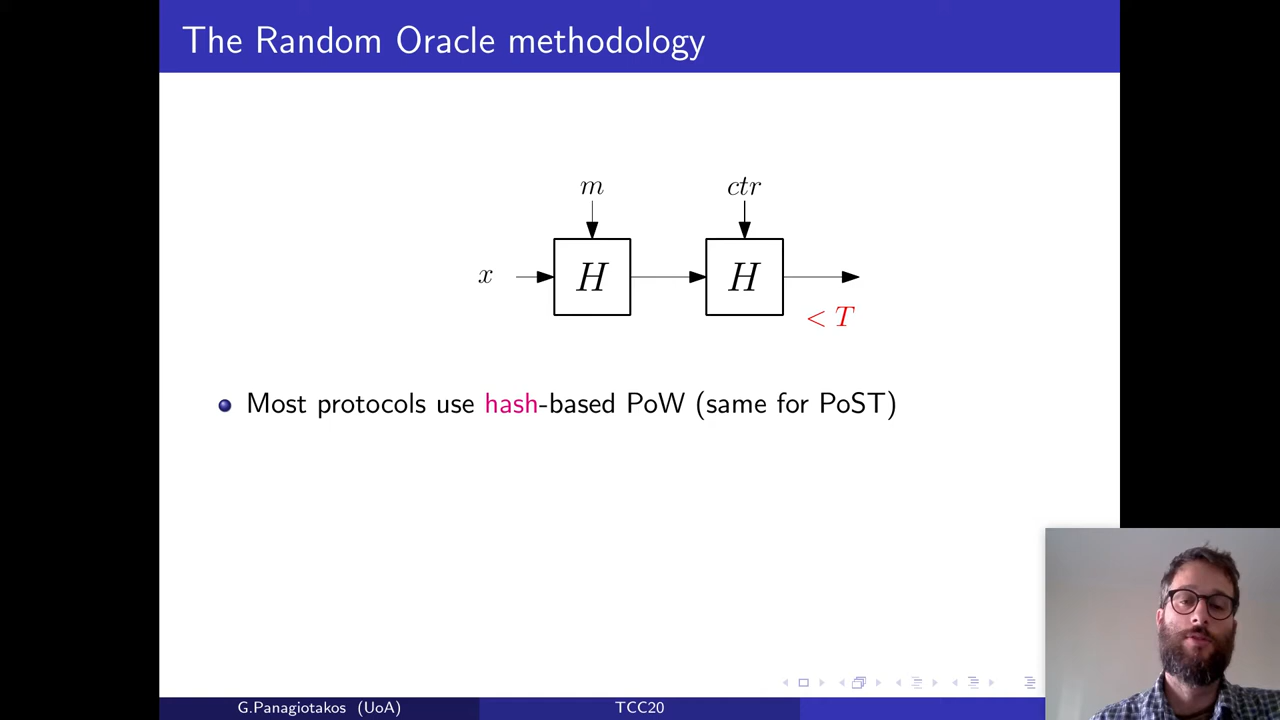 The Random Oracle methodology
m ctr
x H H
< T
Most protocols use hash-based PoW (same for PoST)
G.Panagiotakos (UoA) TCC20